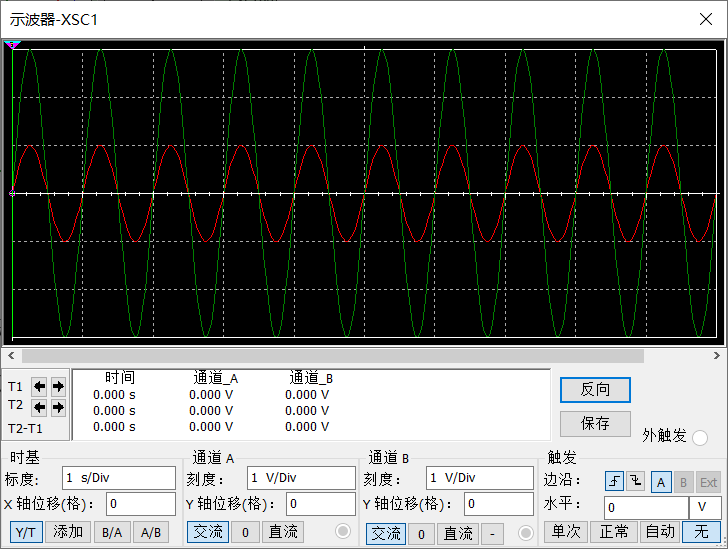 示波器-XSC1
时间 通道_A 通道_B
T1 0.000 s 0.000 V 0.000 V
T2 0.000 s 0.000 V 0.000 V
T2-T1 0.000 s 0.000 V 0.000 V
反向
保存
外触发
时基 通道 A 通道 B 触发
标度: 1 s/Div 刻度: 1 V/Div 刻度: 1 V/Div 边沿: A B Ext
X 轴位移(格): 0 Y 轴位移(格): 0 Y 轴位移(格): 0 水平: 0 V
Y/T 添加 B/A A/B 交流 0 直流 交流 0 直流 - 单次 正常 自动 无